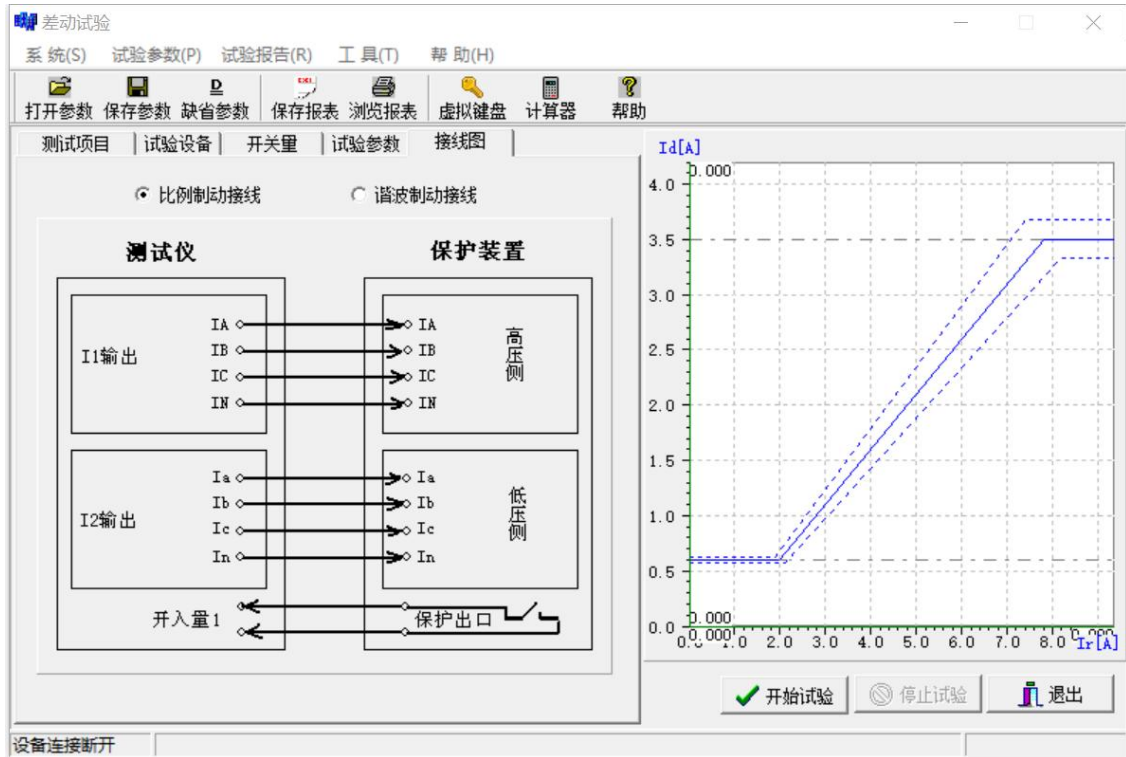 差动试验
系 统(S) 试验参数(P) 试验报告(R) 工 具(T) 帮 助(H)
打开参数 保存参数 缺省参数 保存报表 浏览报表 虚拟键盘 计算器 帮助
测试项目 试验设备 开关量 试验参数 接线图
比例制动接线 谐波制动接线
测试仪 保护装置
I1输出
IA IA
IB IB
IC IC
IN IN
高压侧
I2输出
Ia Ia
Ib Ib
Ic Ic
In In
低压侧
开入量1 保护出口
Id[A]
0.000
4.0
3.5
3.0
2.5
2.0
1.5
1.0
0.5
0.000
0.0
0.000 1.0 2.0 3.0 4.0 5.0 6.0 7.0 8.0 Ir[A]
开始试验 停止试验 退出
设备连接断开